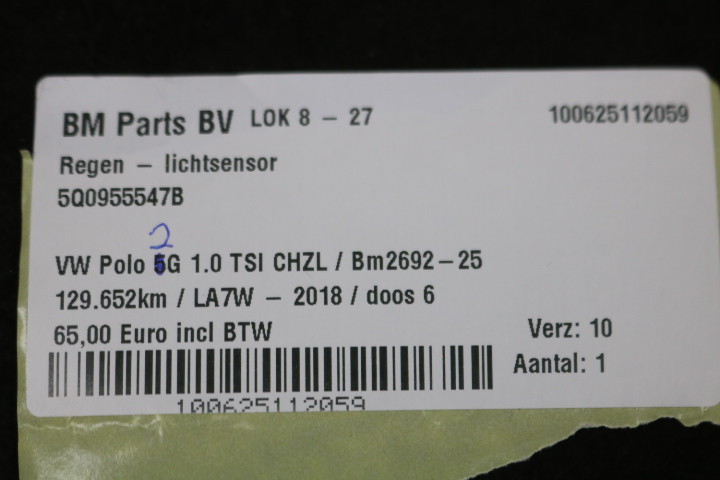 BM Parts BV LOK 8 - 27 100625112059
Regen - lichtsensor
5Q0955547B
2
VW Polo 5G 1.0 TSI CHZL / Bm2692-25
129.652km / LA7W - 2018 / doos 6
65,00 Euro incl BTW Verz: 10
Aantal: 1
100625112059